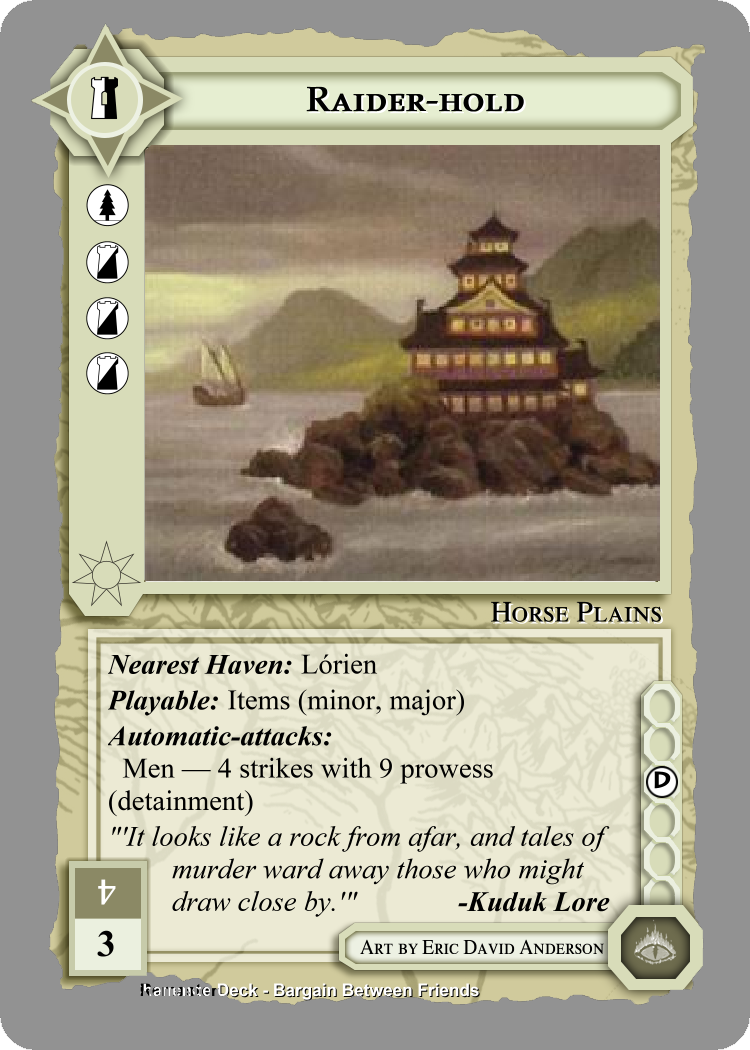 Raider-hold
Horse Plains
Nearest Haven: Lórien
Playable: Items (minor, major)
Automatic-attacks:
Men — 4 strikes with 9 prowess
(detainment)
"'It looks like a rock from afar, and tales of
murder ward away those who might
draw close by.'" -Kuduk Lore
D
4
3
Art by Eric David Anderson
Deck - Bargain Between Friends